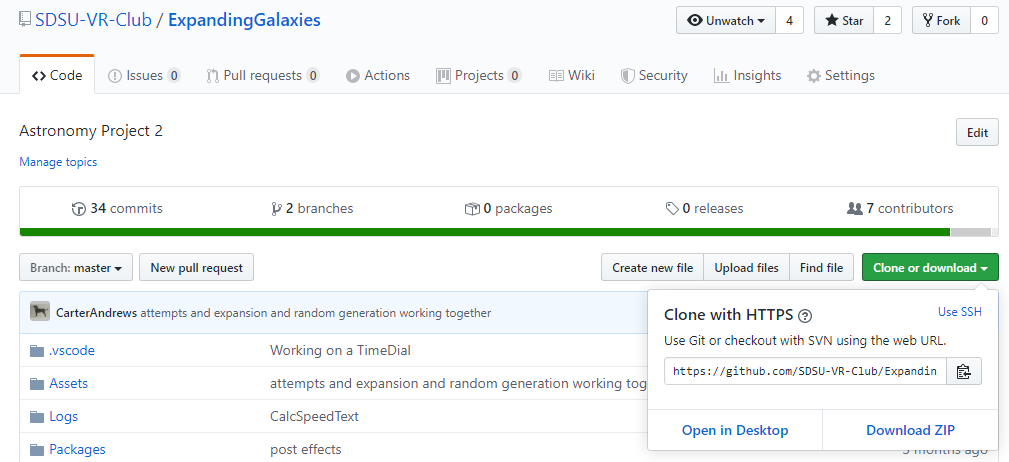 SDSU-VR-Club / ExpandingGalaxies
Unwatch 4 Star 2 Fork 0
Code Issues 0 Pull requests 0 Actions Projects 0 Wiki Security Insights Settings
Astronomy Project 2
Edit
Manage topics
34 commits 2 branches 0 packages 0 releases 7 contributors
Branch: master New pull request Create new file Upload files Find file Clone or download
CarterAndrews attempts and expansion and random generation working together
.vscode Working on a TimeDial
Assets attempts and expansion and random generation working tog
Logs CalcSpeedText
Packages post effects
Clone with HTTPS ? Use SSH
Use Git or checkout with SVN using the web URL.
https://github.com/SDSU-VR-Club/Expandin
Open in Desktop Download ZIP
months ago